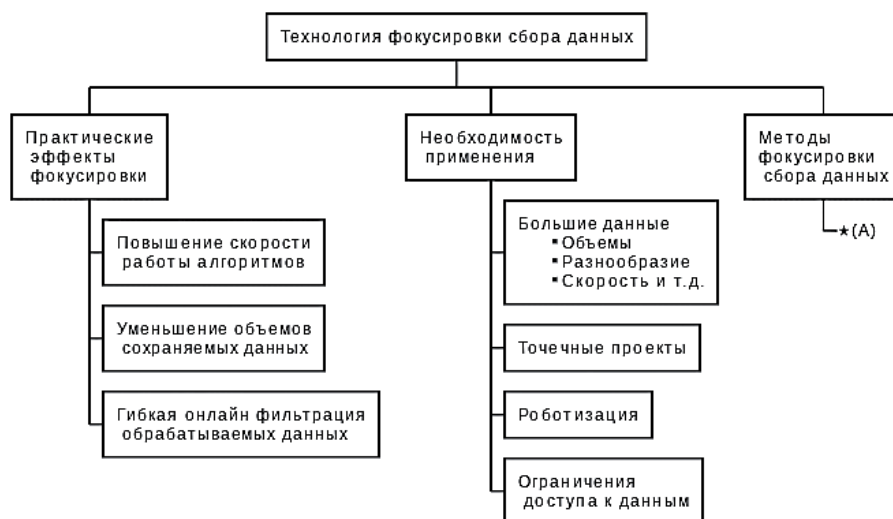 Технология фокусировки сбора данных
Практические
эффекты
фокусировки
Повышение скорости
работы алгоритмов
Уменьшение объемов
сохраняемых данных
Гибкая онлайн фильтрация
обрабатываемых данных
Необходимость
применения
Большие данные
▪ Объемы
▪ Разнообразие
▪ Скорость и т.д.
Точечные проекты
Роботизация
Ограничения
доступа к данным
Методы
фокусировки
сбора данных
★(А)